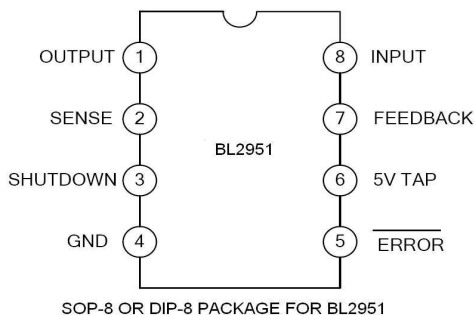 OUTPUT 1 8 INPUT
SENSE 2 7 FEEDBACK
BL2951
SHUTDOWN 3 6 5V TAP
GND 4 5 ERROR
SOP-8 OR DIP-8 PACKAGE FOR BL2951